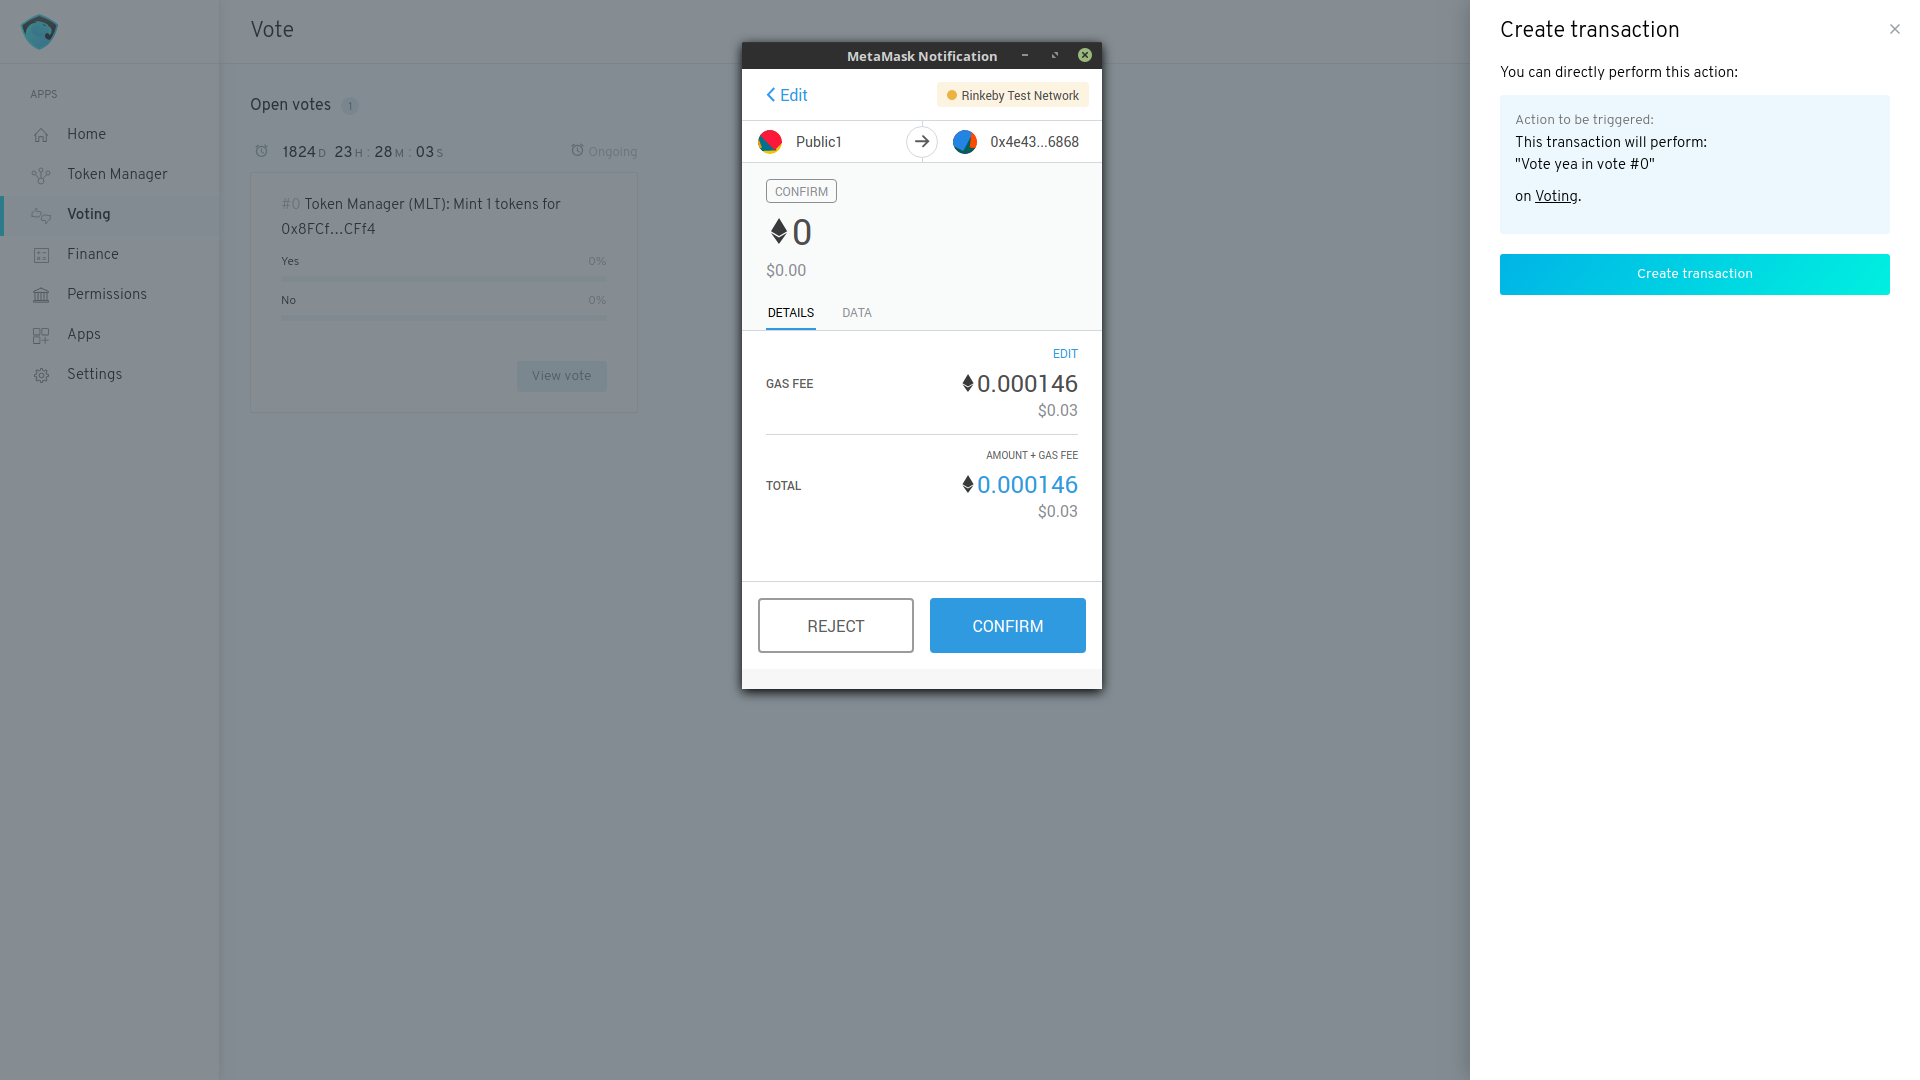 Vote
APPS
Home
Token Manager
Voting
Finance
Permissions
Apps
Settings
Open votes 1
1824 D 23 H : 28 M : 03 S
Ongoing
#0 Token Manager (MLT): Mint 1 tokens for
0x8FCf…CFf4
Yes 0%
No 0%
View vote
MetaMask Notification
Edit
Rinkeby Test Network
Public1
0x4e43...6868
CONFIRM
0
$0.00
DETAILS
DATA
EDIT
GAS FEE
0.000146
$0.03
AMOUNT + GAS FEE
TOTAL
0.000146
$0.03
REJECT
CONFIRM
Create transaction
You can directly perform this action:
Action to be triggered:
This transaction will perform:
"Vote yea in vote #0"
on Voting.
Create transaction